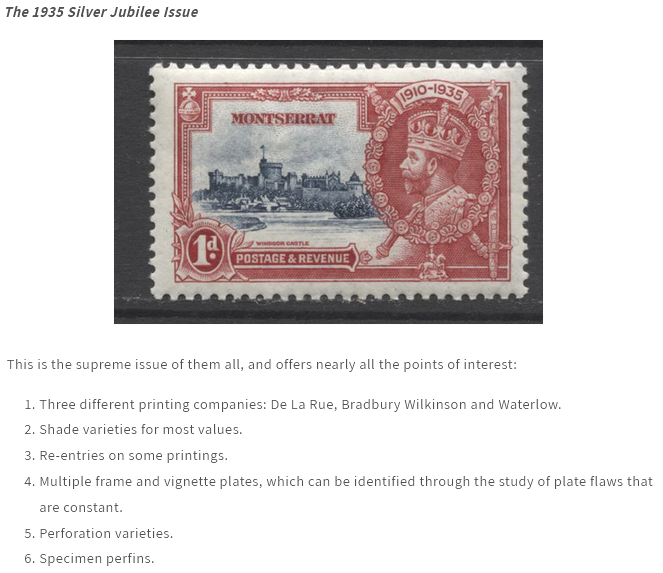 The 1935 Silver Jubilee Issue
1910-1935
MONTSERRAT
WINDSOR CASTLE
1d.
POSTAGE & REVENUE
This is the supreme issue of them all, and offers nearly all the points of interest:
1. Three different printing companies: De La Rue, Bradbury Wilkinson and Waterlow.
2. Shade varieties for most values.
3. Re-entries on some printings.
4. Multiple frame and vignette plates, which can be identified through the study of plate flaws that
are constant.
5. Perforation varieties.
6. Specimen perfins.